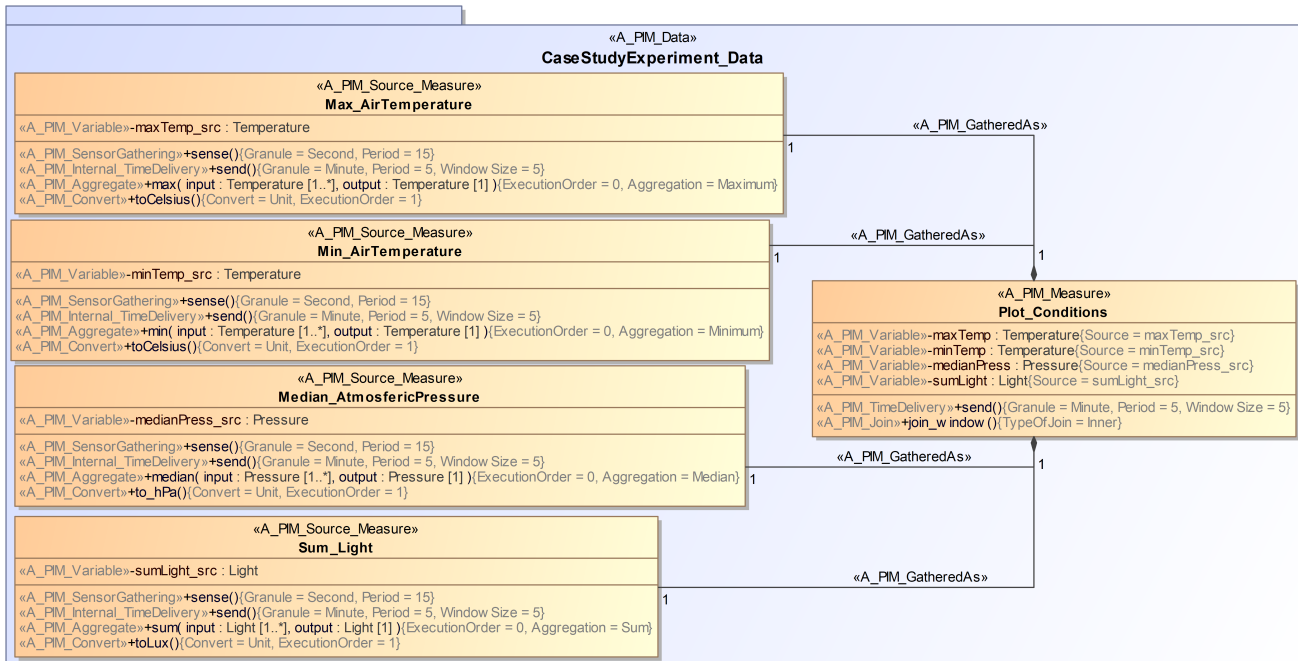 «A_PIM_Data»
CaseStudyExperiment_Data
«A_PIM_Source_Measure»
Max_AirTemperature
«A_PIM_Variable»-maxTemp_src : Temperature
«A_PIM_SensorGathering»+sense(){Granule = Second, Period = 15}
«A_PIM_Internal_TimeDelivery»+send(){Granule = Minute, Period = 5, Window Size = 5}
«A_PIM_Aggregate»+max( input : Temperature [1..*], output : Temperature [1] ){ExecutionOrder = 0, Aggregation = Maximum}
«A_PIM_Convert»+toCelsius(){Convert = Unit, ExecutionOrder = 1}
«A_PIM_GatheredAs»
1
«A_PIM_Source_Measure»
Min_AirTemperature
«A_PIM_Variable»-minTemp_src : Temperature
«A_PIM_SensorGathering»+sense(){Granule = Second, Period = 15}
«A_PIM_Internal_TimeDelivery»+send(){Granule = Minute, Period = 5, Window Size = 5}
«A_PIM_Aggregate»+min( input : Temperature [1..*], output : Temperature [1] ){ExecutionOrder = 0, Aggregation = Minimum}
«A_PIM_Convert»+toCelsius(){Convert = Unit, ExecutionOrder = 1}
«A_PIM_GatheredAs»
1
1
«A_PIM_Measure»
Plot_Conditions
«A_PIM_Variable»-maxTemp : Temperature{Source = maxTemp_src}
«A_PIM_Variable»-minTemp : Temperature{Source = minTemp_src}
«A_PIM_Variable»-medianPress : Pressure{Source = medianPress_src}
«A_PIM_Variable»-sumLight : Light{Source = sumLight_src}
«A_PIM_TimeDelivery»+send(){Granule = Minute, Period = 5, Window Size = 5}
«A_PIM_Join»+join_window(){TypeOfJoin = Inner}
«A_PIM_Source_Measure»
Median_AtmosfericPressure
«A_PIM_Variable»-medianPress_src : Pressure
«A_PIM_SensorGathering»+sense(){Granule = Second, Period = 15}
«A_PIM_Internal_TimeDelivery»+send(){Granule = Minute, Period = 5, Window Size = 5}
«A_PIM_Aggregate»+median( input : Pressure [1..*], output : Pressure [1] ){ExecutionOrder = 0, Aggregation = Median}
«A_PIM_Convert»+to_hPa(){Convert = Unit, ExecutionOrder = 1}
«A_PIM_GatheredAs»
1
1
«A_PIM_Source_Measure»
Sum_Light
«A_PIM_Variable»-sumLight_src : Light
«A_PIM_SensorGathering»+sense(){Granule = Second, Period = 15}
«A_PIM_Internal_TimeDelivery»+send(){Granule = Minute, Period = 5, Window Size = 5}
«A_PIM_Aggregate»+sum( input : Light [1..*], output : Light [1] ){ExecutionOrder = 0, Aggregation = Sum}
«A_PIM_Convert»+toLux(){Convert = Unit, ExecutionOrder = 1}
«A_PIM_GatheredAs»
1